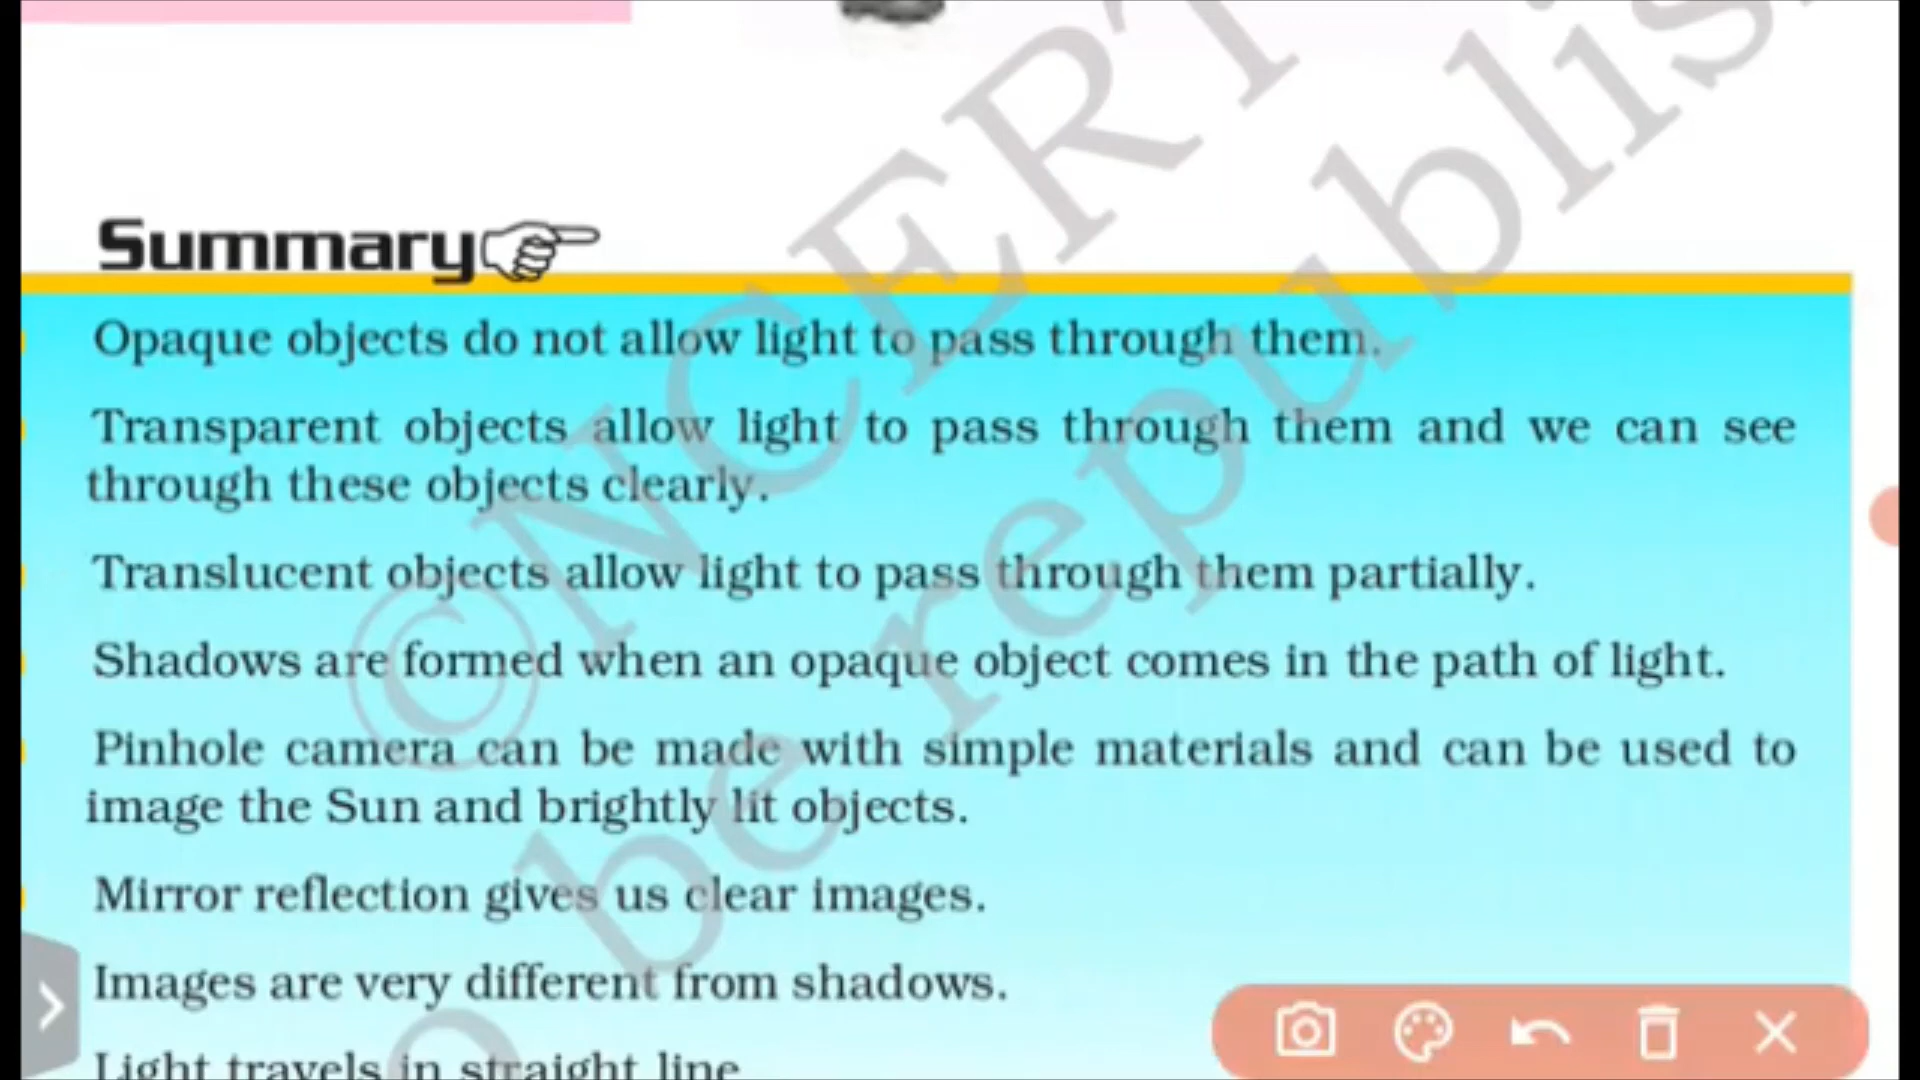 Summary
Opaque objects do not allow light to pass through them.
Transparent objects allow light to pass through them and we can see
through these objects clearly.
Translucent objects allow light to pass through them partially.
Shadows are formed when an opaque object comes in the path of light.
Pinhole camera can be made with simple materials and can be used to
image the Sun and brightly lit objects.
Mirror reflection gives us clear images.
Images are very different from shadows.
Light travels in straight line
©NCERT
o be republis